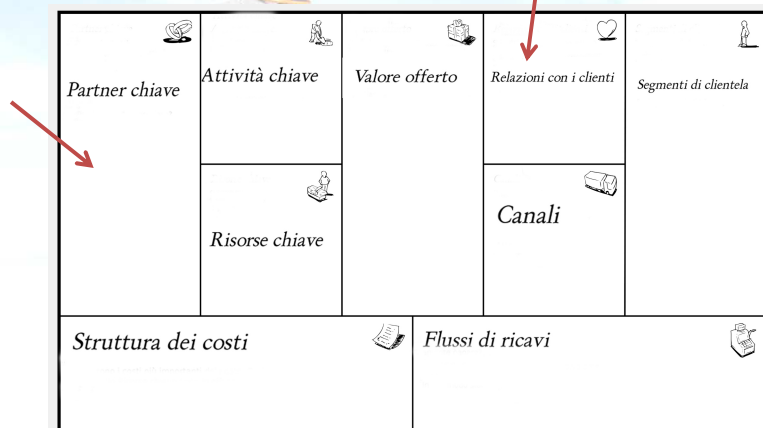 Partner chiave
Attività chiave
Valore offerto
Relazioni con i clienti
Segmenti di clientela
Risorse chiave
Canali
Struttura dei costi
Flussi di ricavi